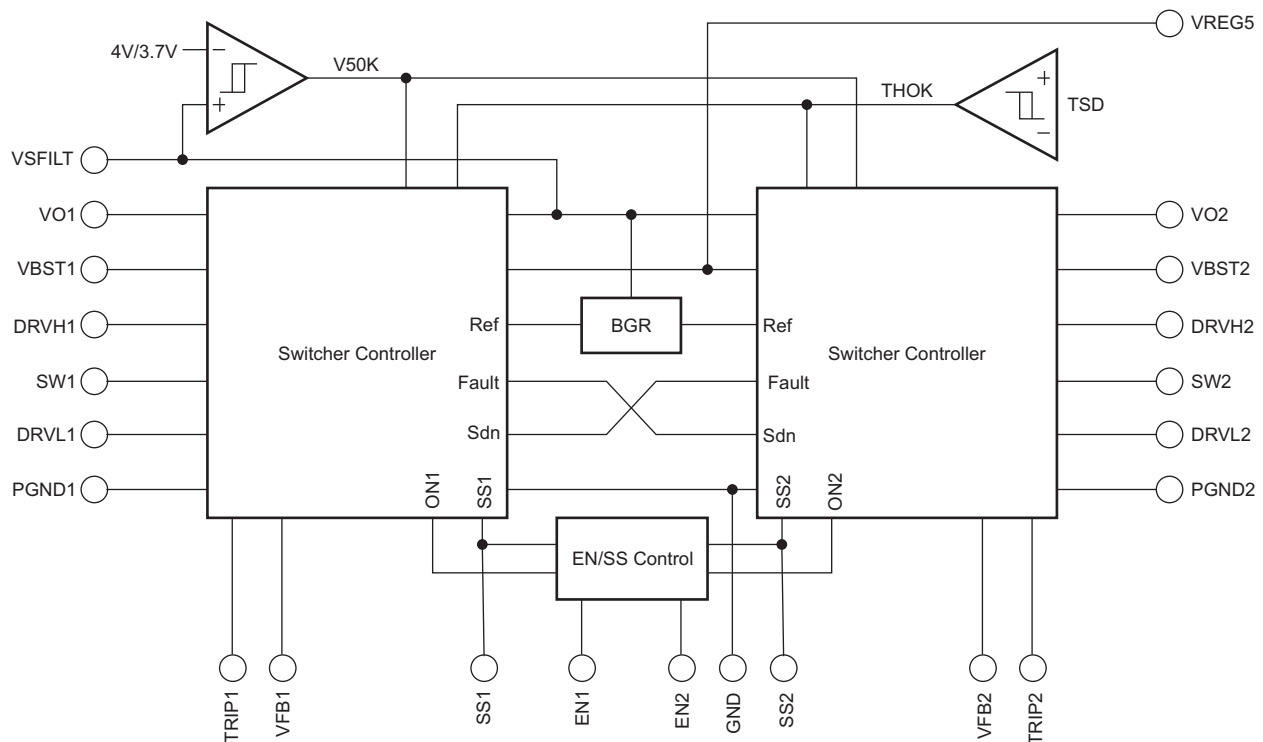 VREG5
4V/3.7V
−
+
V50K
THOK
+
−
TSD
VSFILT
VO1
VBST1
DRVH1
SW1
DRVL1
PGND1
Switcher Controller
Ref
Fault
Sdn
ON1
SS1
BGR
Ref
Fault
Sdn
SS2
ON2
Switcher Controller
VO2
VBST2
DRVH2
SW2
DRVL2
PGND2
EN/SS Control
TRIP1
VFB1
SS1
EN1
EN2
GND
SS2
VFB2
TRIP2